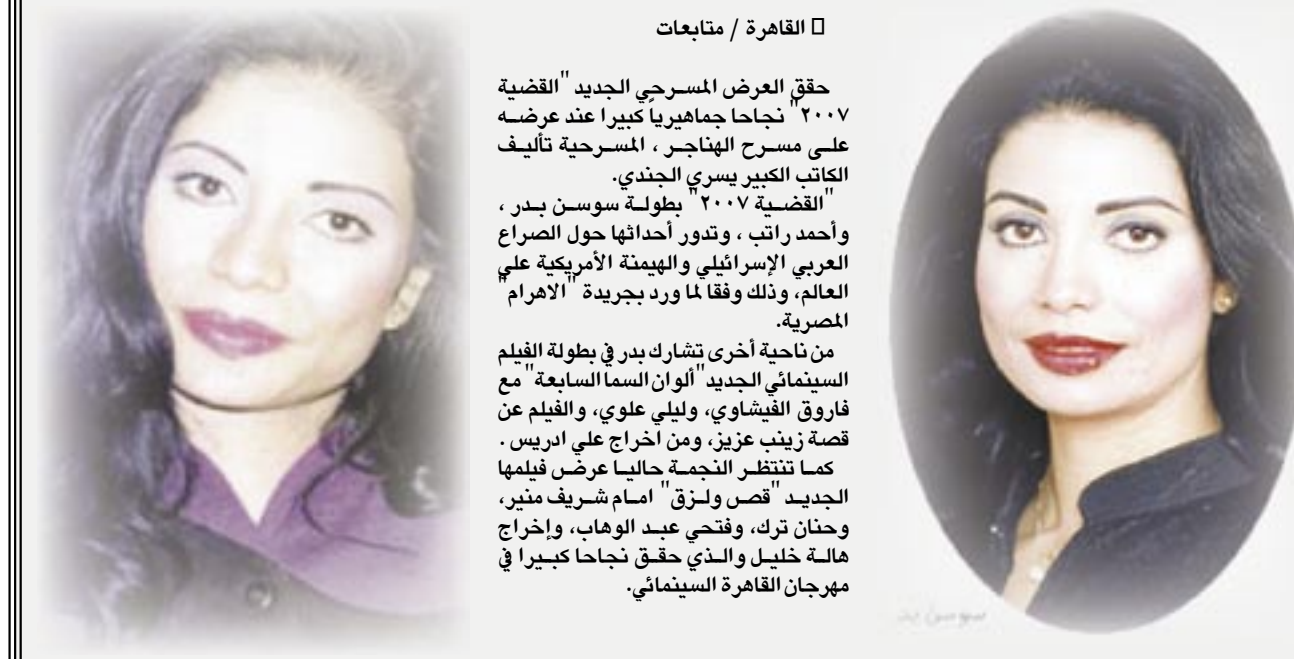 القاهرة / متابعات
حقق العرض المسرحي الجديد "القضية
٢٠٠٧" نجاحا جماهيرياً كبيرا عند عرضه
على مسرح الهناجر ، المسرحية تأليف
الكاتب الكبير يسري الجندي.
"القضية ٢٠٠٧" بطولة سوسن بدر ،
وأحمد راتب ، وتدور أحداثها حول الصراع
العربي الإسرائيلي والهيمنة الأمريكية علي
العالم، وذلك وفقا لما ورد بجريدة "الاهرام"
المصرية.
من ناحية أخرى تشارك بدر في بطولة الفيلم
السينمائي الجديد"ألوان السما السابعة" مع
فاروق الفيشاوي، وليلي علوي، والفيلم عن
قصة زينب عزيز، ومن اخراج علي ادريس .
كما تنتظر النجمة حاليا عرض فيلمها
الجديد "قص ولزق" امام شريف منير،
وحنان ترك، وفتحي عبد الوهاب، وإخراج
هالة خليل والذي حقق نجاحا كبيرا في
مهرجان القاهرة السينمائي.